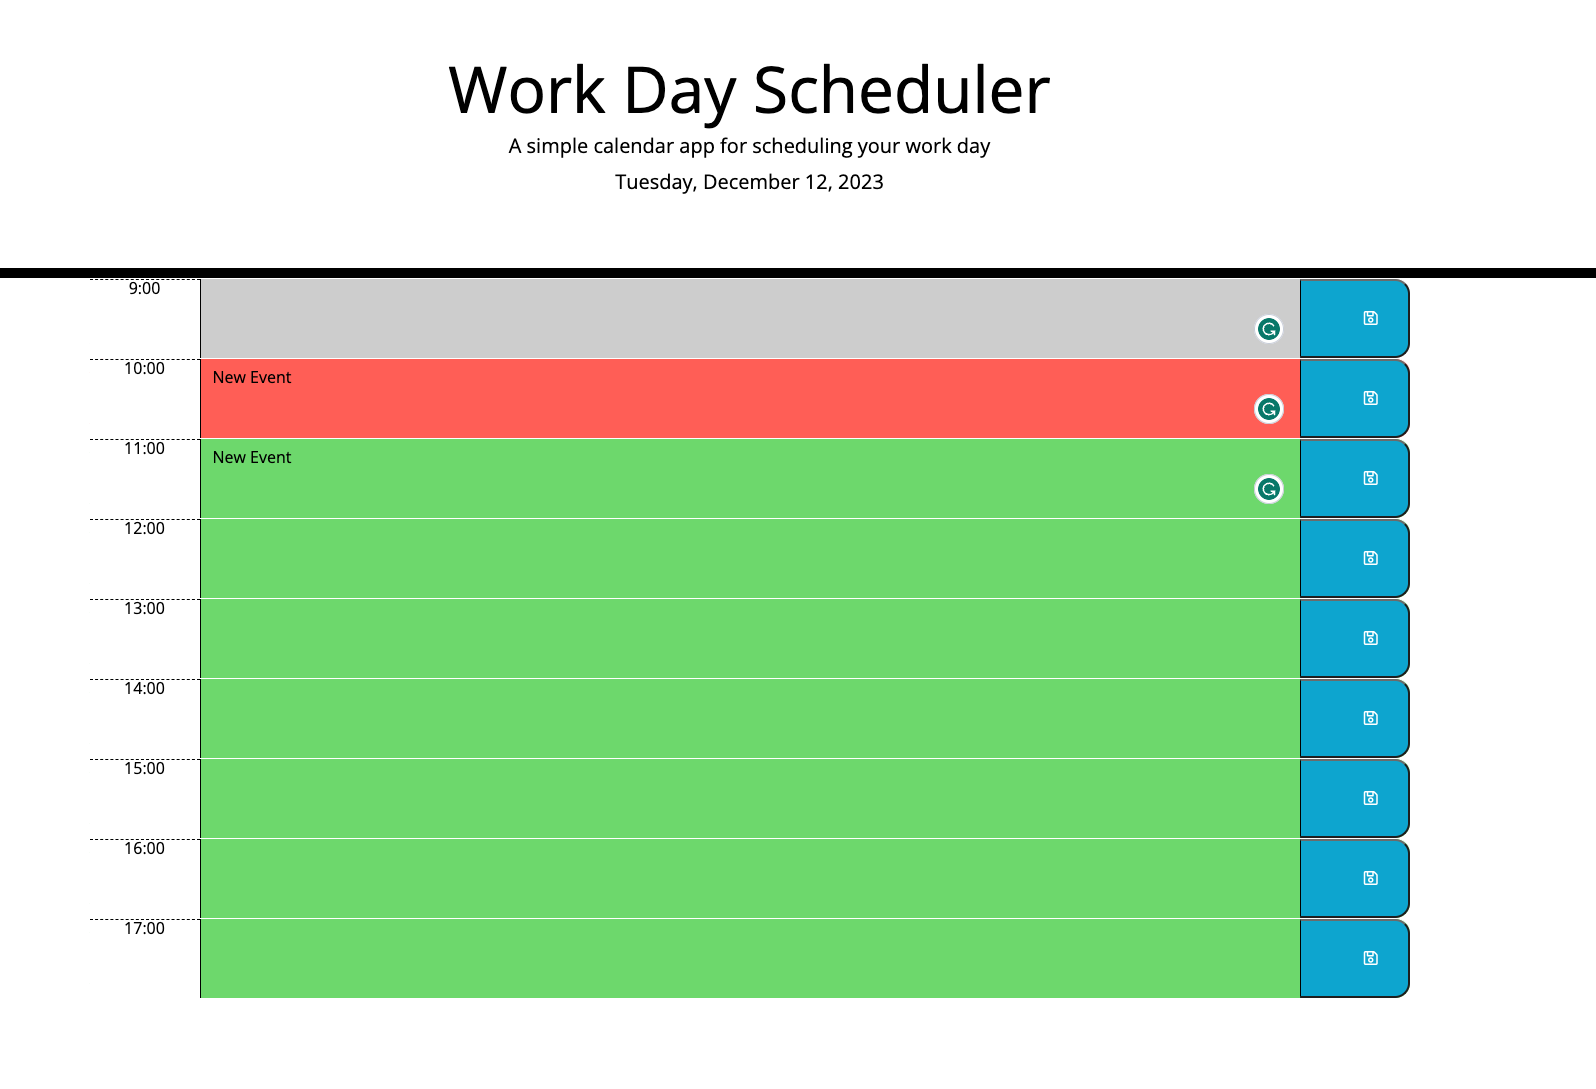 Work Day Scheduler
A simple calendar app for scheduling your work day
Tuesday, December 12, 2023
9:00
10:00
New Event
11:00
New Event
12:00
13:00
14:00
15:00
16:00
17:00